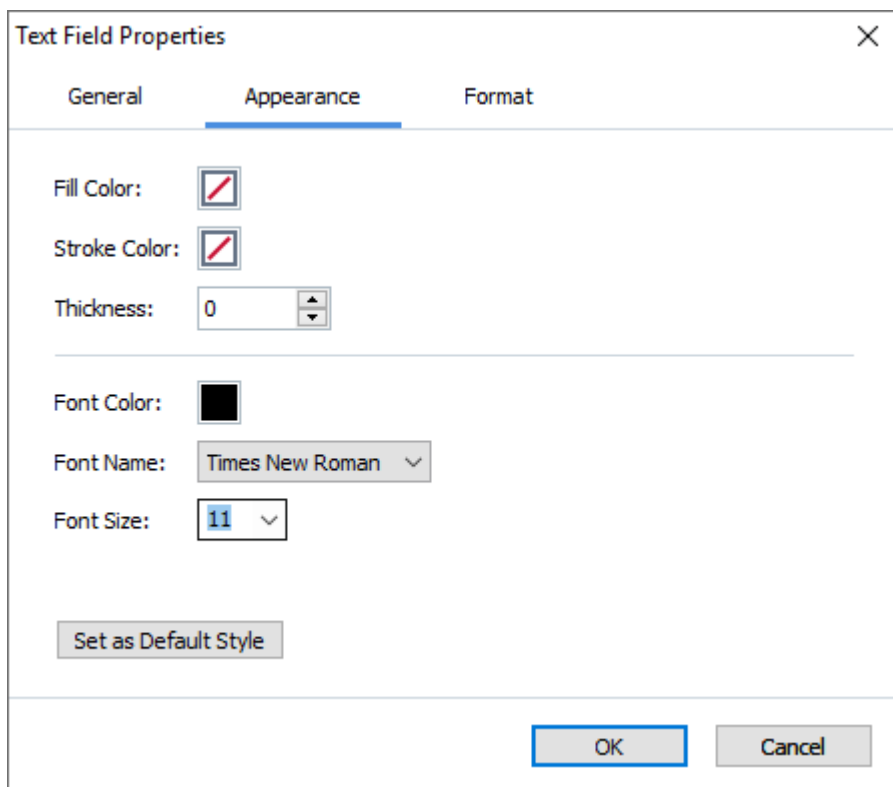 Text Field Properties
General Appearance Format
Fill Color:
Stroke Color:
Thickness: 0
Font Color:
Font Name: Times New Roman
Font Size: 11
Set as Default Style
OK Cancel